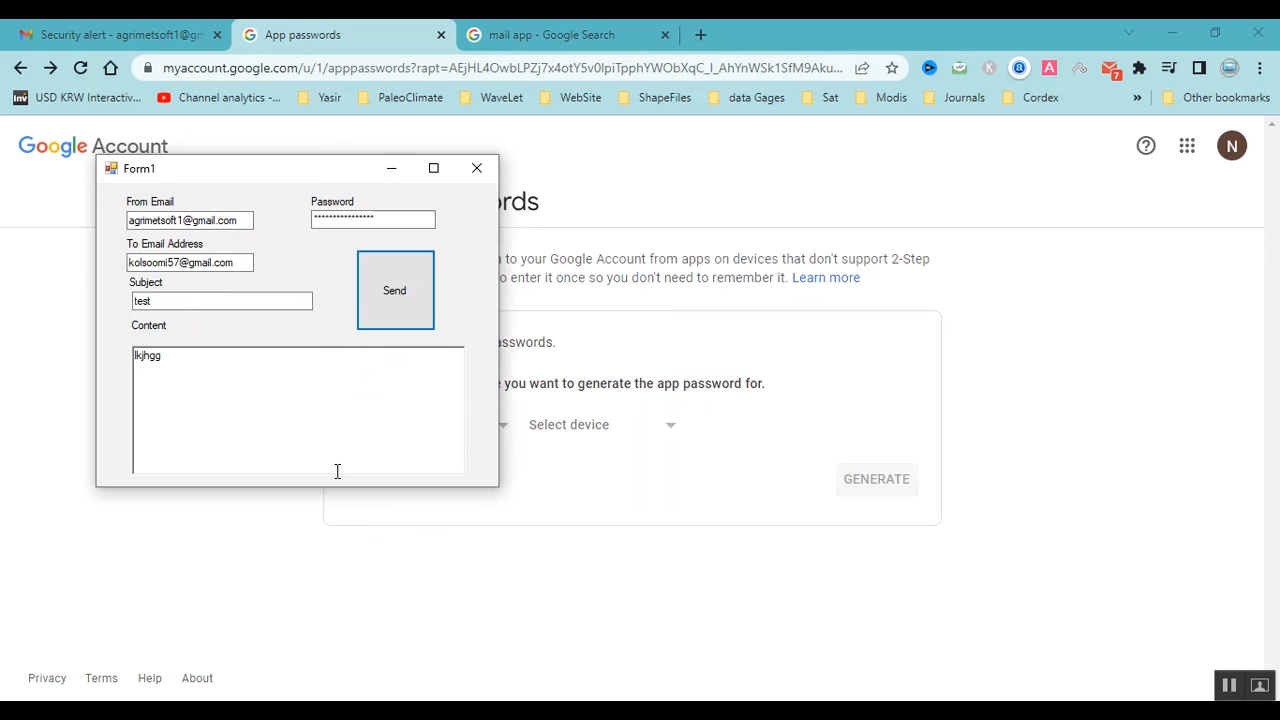 Security alert - agrimetsoft1@gm
App passwords
mail app - Google Search
myaccount.google.com/u/1/apppasswords?rapt=AEjHL4OwbLPZj7x4otY5v0lpiTpphYWObXqC_l_AhYnWSk1SfM9Aku...
7
USD KRW Interactiv...
Channel analytics -...
Yasir
PaleoClimate
WaveLet
WebSite
ShapeFiles
data Gages
Sat
Modis
Journals
Cordex
»
Other bookmarks
Google Account
N
Form1
rds
From Email
Password
agrimetsoft1@gmail.com
****************
To Email Address
kolsoomi57@gmail.com
n to your Google Account from apps on devices that don't support 2-Step
o enter it once so you don't need to remember it. Learn more
Subject
test
Send
Content
lkjhgg
asswords.
e you want to generate the app password for.
Select device
GENERATE
Privacy
Terms
Help
About